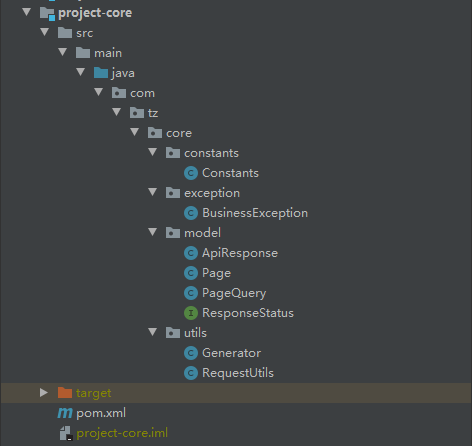 project-core
src
main
java
com
tz
core
constants
Constants
exception
BusinessException
model
ApiResponse
Page
PageQuery
ResponseStatus
utils
Generator
RequestUtils
target
pom.xml
project-core.iml